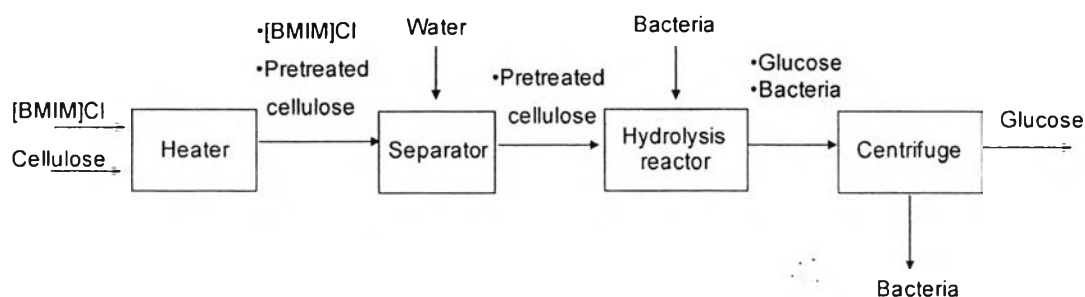 •[BMIM]Cl
Water
Bacteria
•Pretreated
cellulose
•Pretreated
cellulose
•Glucose
•Bacteria
[BMIM]Cl
Cellulose
Heater
Separator
Hydrolysis
reactor
Centrifuge
Glucose
Bacteria